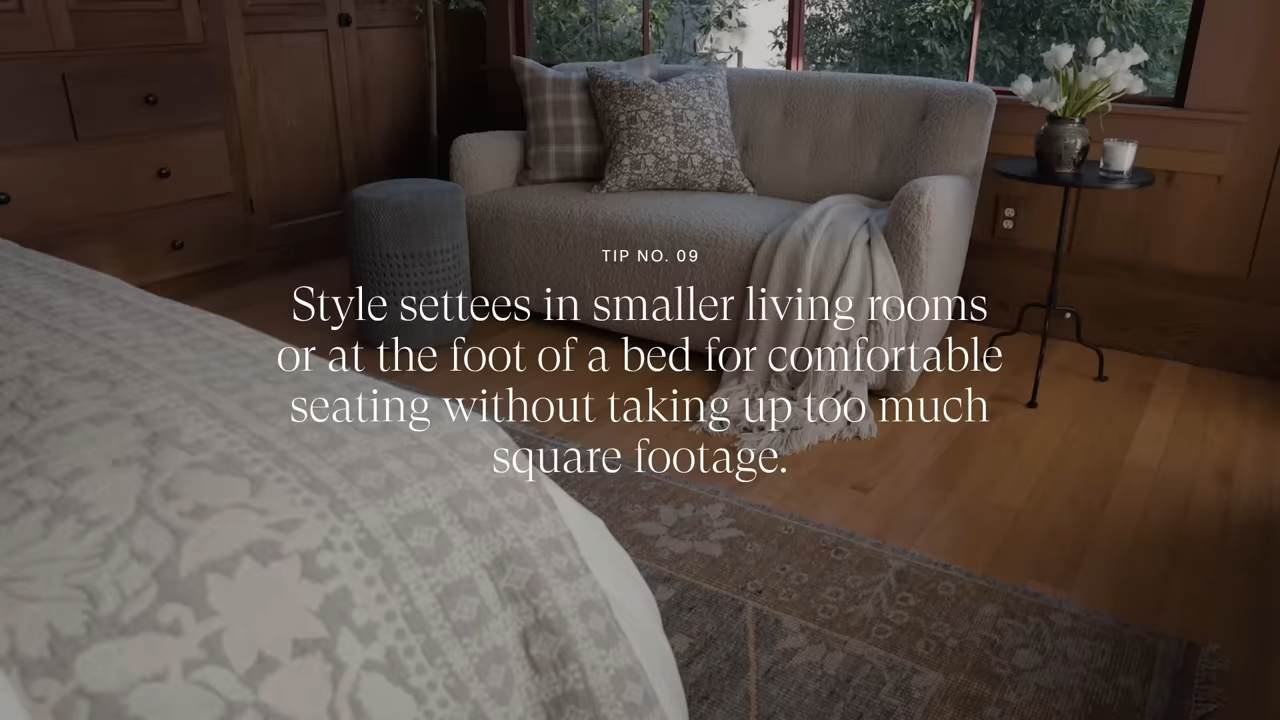 TIP NO. 09
Style settees in smaller living rooms
or at the foot of a bed for comfortable
seating without taking up too much
square footage.